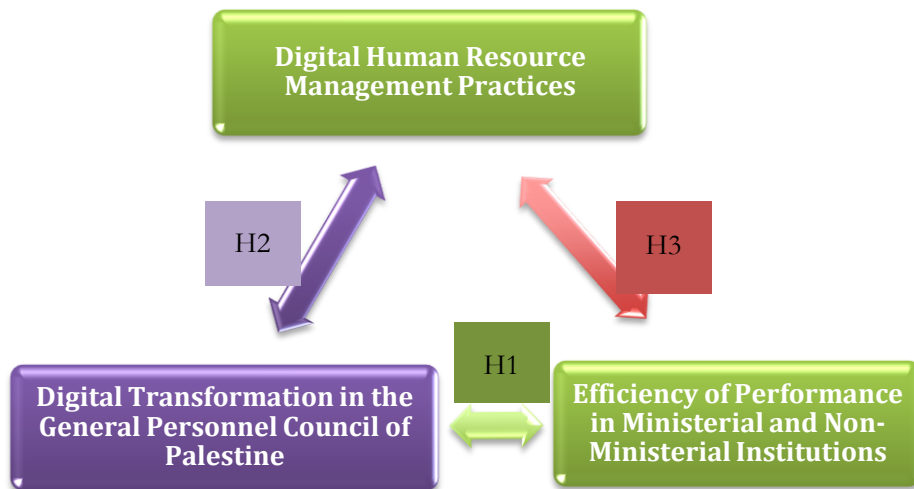 Digital Human Resource
Management Practices
H2
H3
H1
Digital Transformation in the
General Personnel Council of
Palestine
Efficiency of Performance
in Ministerial and Non-
Ministerial Institutions